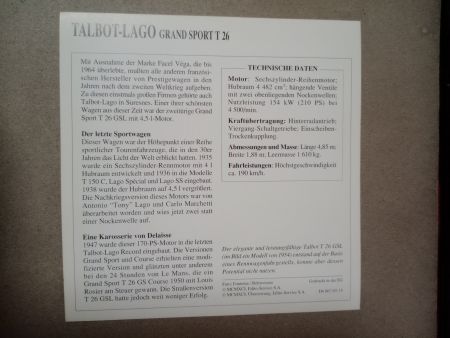 TALBOT-LAGO GRAND SPORT T 26
Mit Ausnahme der Marke Facel Vega, die bis
1964 überlebte, mußten alle anderen französi-
schen Hersteller von Prestigewagen in den
Jahren nach dem zweiten Weltkrieg aufgeben.
Zu diesen einstmals großen Firmen gehörte auch
Talbot-Lago in Suresnes. Einer ihrer schönsten
Wagen aus dieser Zeit war der zweitürige Grand
Sport T 26 GSL mit 4,5-l-Motor.
Der letzte Sportwagen
Dieser Wagen war der Höhepunkt einer Reihe
sportlicher Tourenfahrzeuge, die in den 30er
Jahren das Licht der Welt erblickt hatten. 1935
wurde ein Sechszylinder-Rennmotor mit 4 l
Hubraum entwickelt und 1936 in die Modelle
T 150 C, Lago Spécial und Lago SS eingebaut.
1938 wurde der Hubraum auf 4,5 l vergrößert.
Die Nachkriegsversion dieses Motors war von
Antonio "Tony" Lago und Carlo Marchetti
überarbeitet worden und wies jetzt zwei statt
einer Nockenwelle auf.
Eine Karosserie von Delaisse
1947 wurde dieser 170-PS-Motor in die letzten
Talbot-Lago Record eingebaut. Die Versionen
Grand Sport und Course erhielten eine modi-
fizierte Version und glänzten unter anderem
bei den 24 Stunden von Le Mans, die ein
Grand Sport T 26 GS Course 1950 mit Louis
Rosier am Steuer gewann. Die Straßenversion
T 26 GSL hatte jedoch weit weniger Erfolg.
TECHNISCHE DATEN
Motor: Sechszylinder-Reihenmotor;
Hubraum 4 482 cm³; hängende Ventile
mit zwei obenliegenden Nockenwellen;
Nutzleistung 154 kW (210 PS) bei
4 500/min.
Kraftübertragung: Hinterradantrieb;
Viergang-Schaltgetriebe; Einscheiben-
Trockenkupplung.
Abmessungen und Masse: Länge 4,85 m;
Breite 1,88 m; Leermasse 1 610 kg.
Fahrleistungen: Höchstgeschwindigkeit
ca. 190 km/h.
Der elegante und leistungsfähige Talbot T 26 GSL
(im Bild ein Modell von 1954) entstand auf der Basis
eines Rennwagenfahrgestells, konnte aber dessen
Potential nicht nutzen.